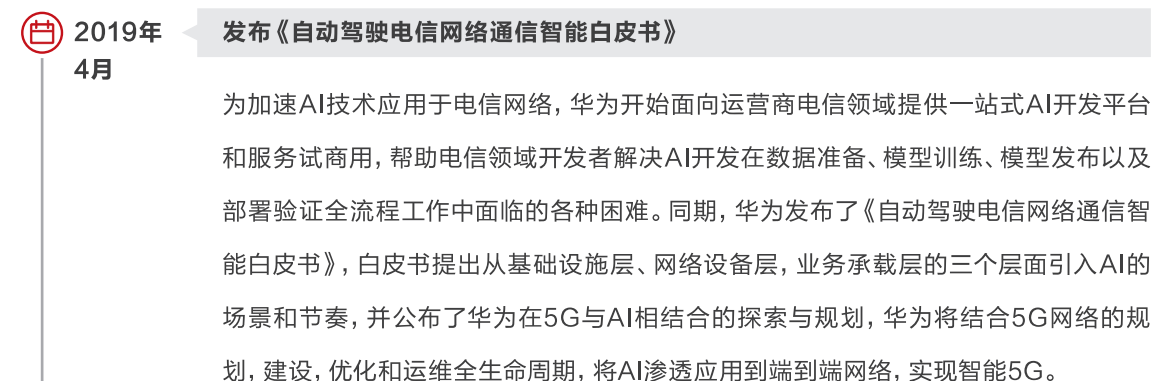 2019年
4月
发布《自动驾驶电信网络通信智能白皮书》
为加速AI技术应用于电信网络，华为开始面向运营商电信领域提供一站式AI开发平台
和服务试商用，帮助电信领域开发者解决AI开发在数据准备、模型训练、模型发布以及
部署验证全流程工作中面临的各种困难。同期，华为发布了《自动驾驶电信网络通信智
能白皮书》，白皮书提出从基础设施层、网络设备层，业务承载层的三个层面引入AI的
场景和节奏，并公布了华为在5G与AI相结合的探索与规划，华为将结合5G网络的规
划，建设，优化和运维全生命周期，将AI渗透应用到端到端网络，实现智能5G。